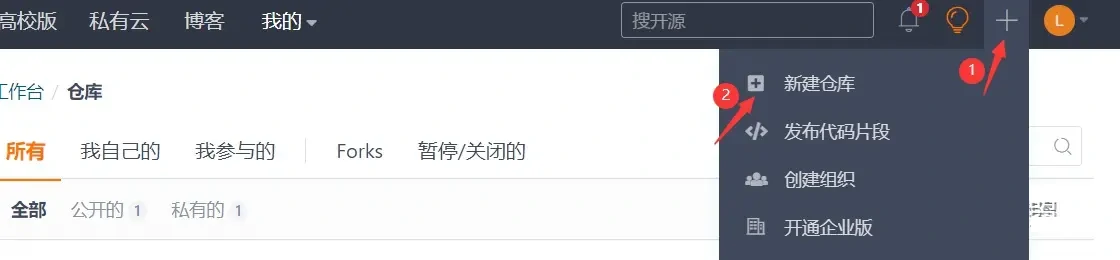 高校版 私有云 博客 我的 搜开源 1 L
1
工作台 / 仓库
2 新建仓库
发布代码片段
所有 我自己的 我参与的 Forks 暂停/关闭的
创建组织
全部 公开的 1 私有的 1
开通企业版